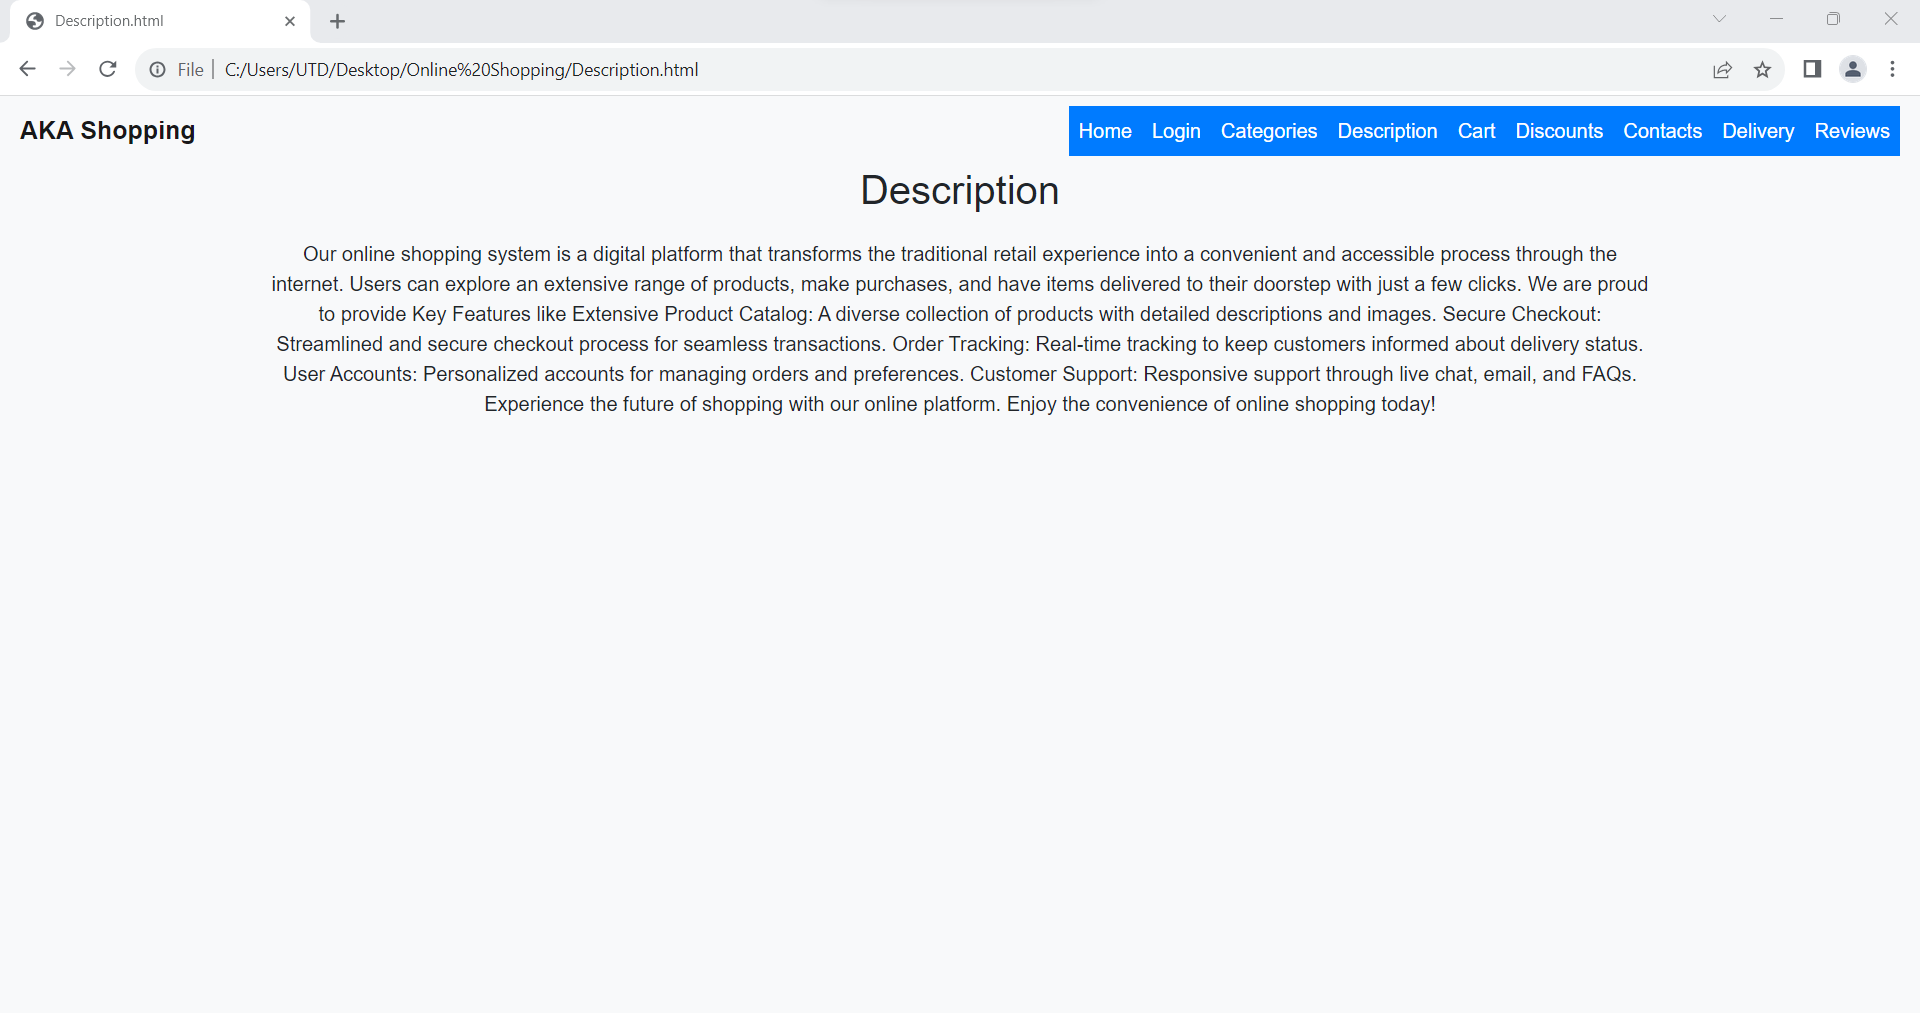 Description.html
File
C:/Users/UTD/Desktop/Online%20Shopping/Description.html
AKA Shopping
Home Login Categories Description Cart Discounts Contacts Delivery Reviews
Description
Our online shopping system is a digital platform that transforms the traditional retail experience into a convenient and accessible process through the
internet. Users can explore an extensive range of products, make purchases, and have items delivered to their doorstep with just a few clicks. We are proud
to provide Key Features like Extensive Product Catalog: A diverse collection of products with detailed descriptions and images. Secure Checkout:
Streamlined and secure checkout process for seamless transactions. Order Tracking: Real-time tracking to keep customers informed about delivery status.
User Accounts: Personalized accounts for managing orders and preferences. Customer Support: Responsive support through live chat, email, and FAQs.
Experience the future of shopping with our online platform. Enjoy the convenience of online shopping today!